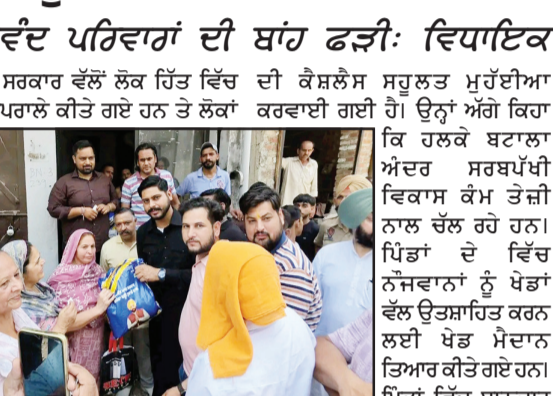 ਵੰਦ ਪਰਿਵਾਰਾਂ ਦੀ ਬਾਂਹ ਫੜੀ: ਵਿਧਾਇਕ
ਸਰਕਾਰ ਵੱਲੋਂ ਲੋਕ ਹਿੱਤ ਵਿੱਚ
ਪਰਾਲੇ ਕੀਤੇ ਗਏ ਹਨ ਤੇ ਲੋਕਾਂ
ਦੀ ਕੈਸ਼ਲੈਸ ਸਹੂਲਤ ਮੁਹੱਈਆ
ਕਰਵਾਈ ਗਈ ਹੈ। ਉਨ੍ਹਾਂ ਅੱਗੇ ਕਿਹਾ
ਕਿ ਹਲਕੇ ਬਟਾਲਾ
ਅੰਦਰ ਸਰਬਪੱਖੀ
ਵਿਕਾਸ ਕੰਮ ਤੇਜ਼ੀ
ਨਾਲ ਚੱਲ ਰਹੇ ਹਨ।
ਪਿੰਡਾਂ ਦੇ ਵਿੱਚ
ਨੌਜਵਾਨਾਂ ਨੂੰ ਖੇਡਾਂ
ਵੱਲ ਉਤਸ਼ਾਹਿਤ ਕਰਨ
ਲਈ ਖੇਡ ਮੈਦਾਨ
ਤਿਆਰ ਕੀਤੇ ਗਏ ਹਨ।